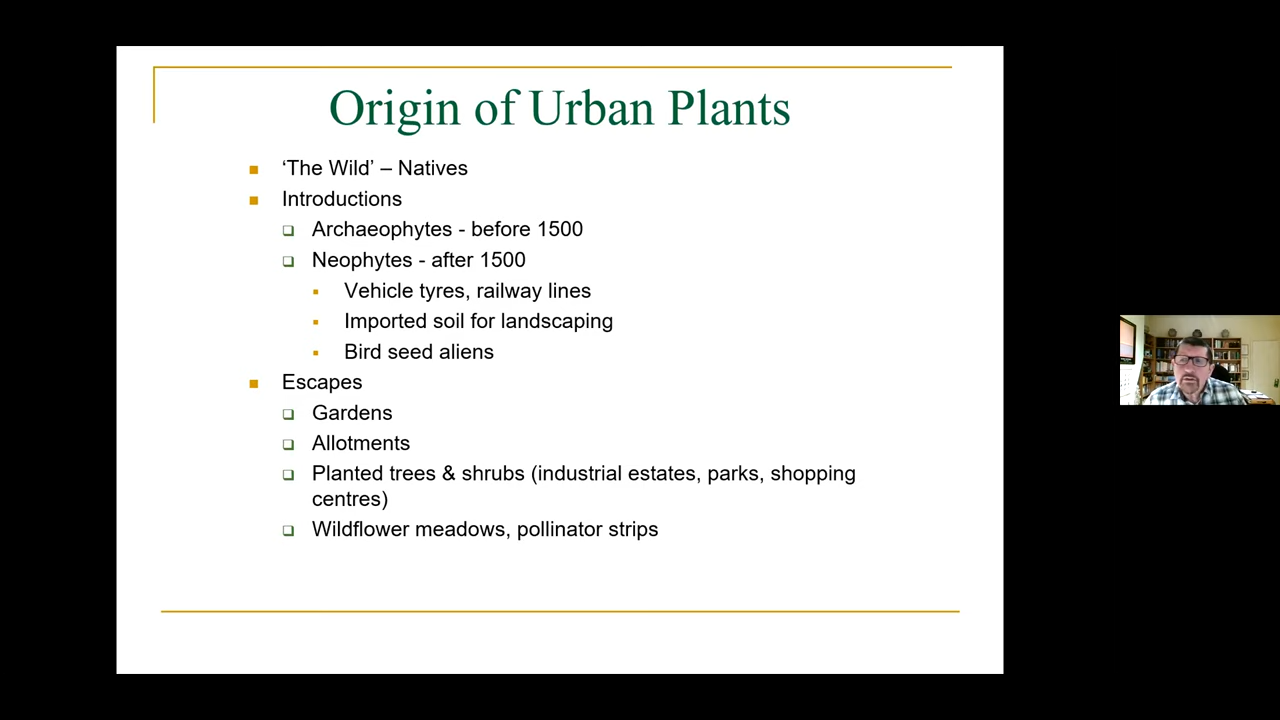 Origin of Urban Plants
‘The Wild’ – Natives
Introductions
Archaeophytes - before 1500
Neophytes - after 1500
Vehicle tyres, railway lines
Imported soil for landscaping
Bird seed aliens
Escapes
Gardens
Allotments
Planted trees & shrubs (industrial estates, parks, shopping
centres)
Wildflower meadows, pollinator strips